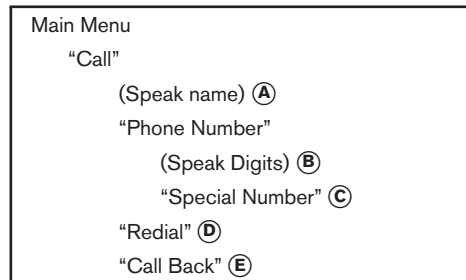 Main Menu
“Call”
(Speak name) Ⓐ
“Phone Number”
(Speak Digits) Ⓑ
“Special Number” Ⓒ
“Redial” Ⓓ
“Call Back” Ⓔ